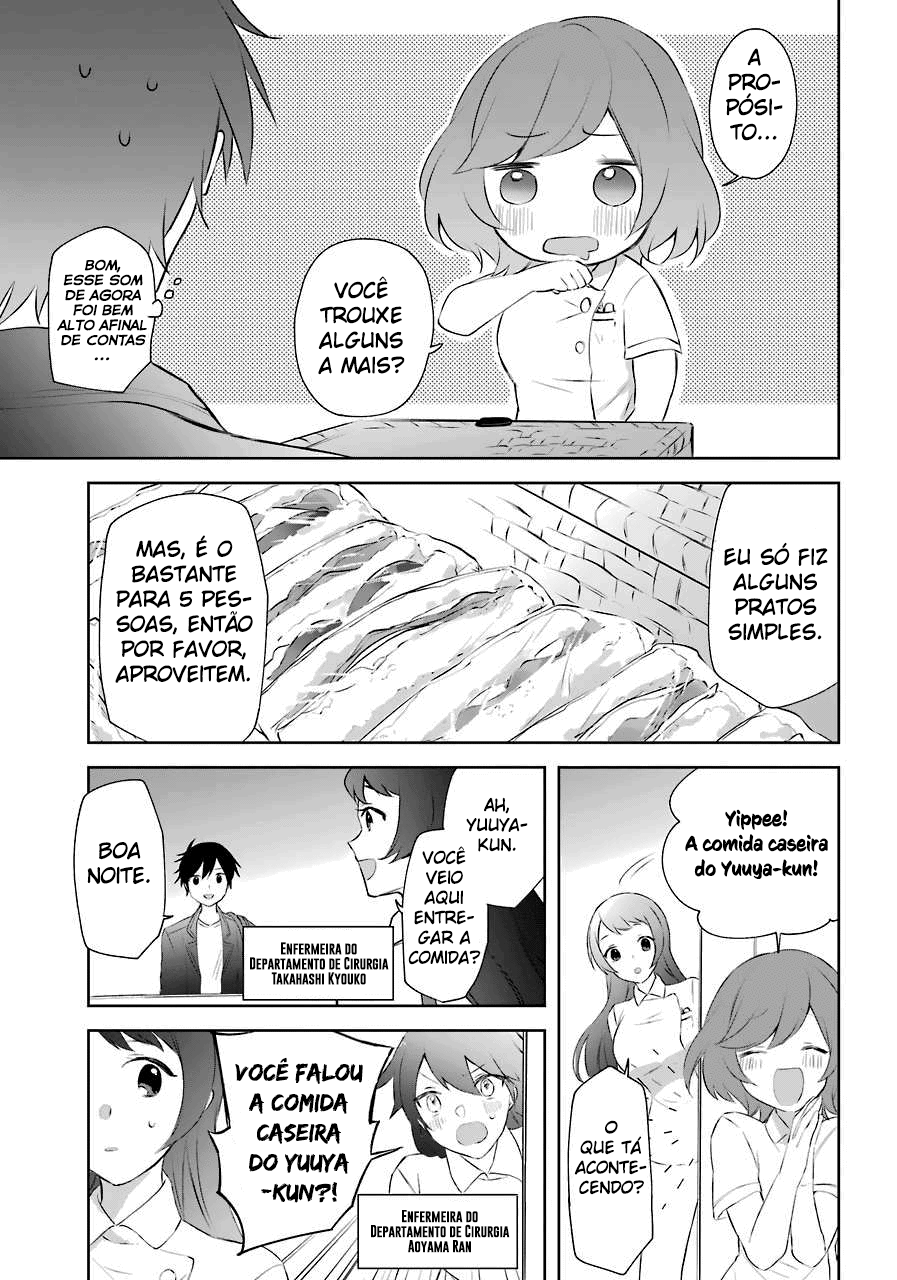 A
PRO-
PÓSI-
TO...
VOCÊ
TROUXE
ALGUNS
A MAIS?
BOM,
ESSE SOM
DE AGORA
FOI BEM
ALTO AFINAL
DE CONTAS
...
EU SÓ FIZ
ALGUNS
PRATOS
SIMPLES.
MAS, É O
BASTANTE
PARA 5 PES-
SOAS, ENTÃO
POR FAVOR,
APROVEITEM.
Yippee!
A comida caseira
do Yuuya-kun!
O
QUE TÁ
ACONTE-
CENDO?
AH,
YUUYA-
KUN.
VOCÊ
VEIO
AQUI
ENTRE-
GAR A
COMIDA?
BOA
NOITE.
ENFERMEIRA DO
DEPARTAMENTO DE CIRURGIA
TAKAHASHI KYOUKO
VOCÊ FALOU
A COMIDA
CASEIRA
DO YUUYA
-KUN?!
ENFERMEIRA DO
DEPARTAMENTO DE CIRURGIA
AOYAMA RAN